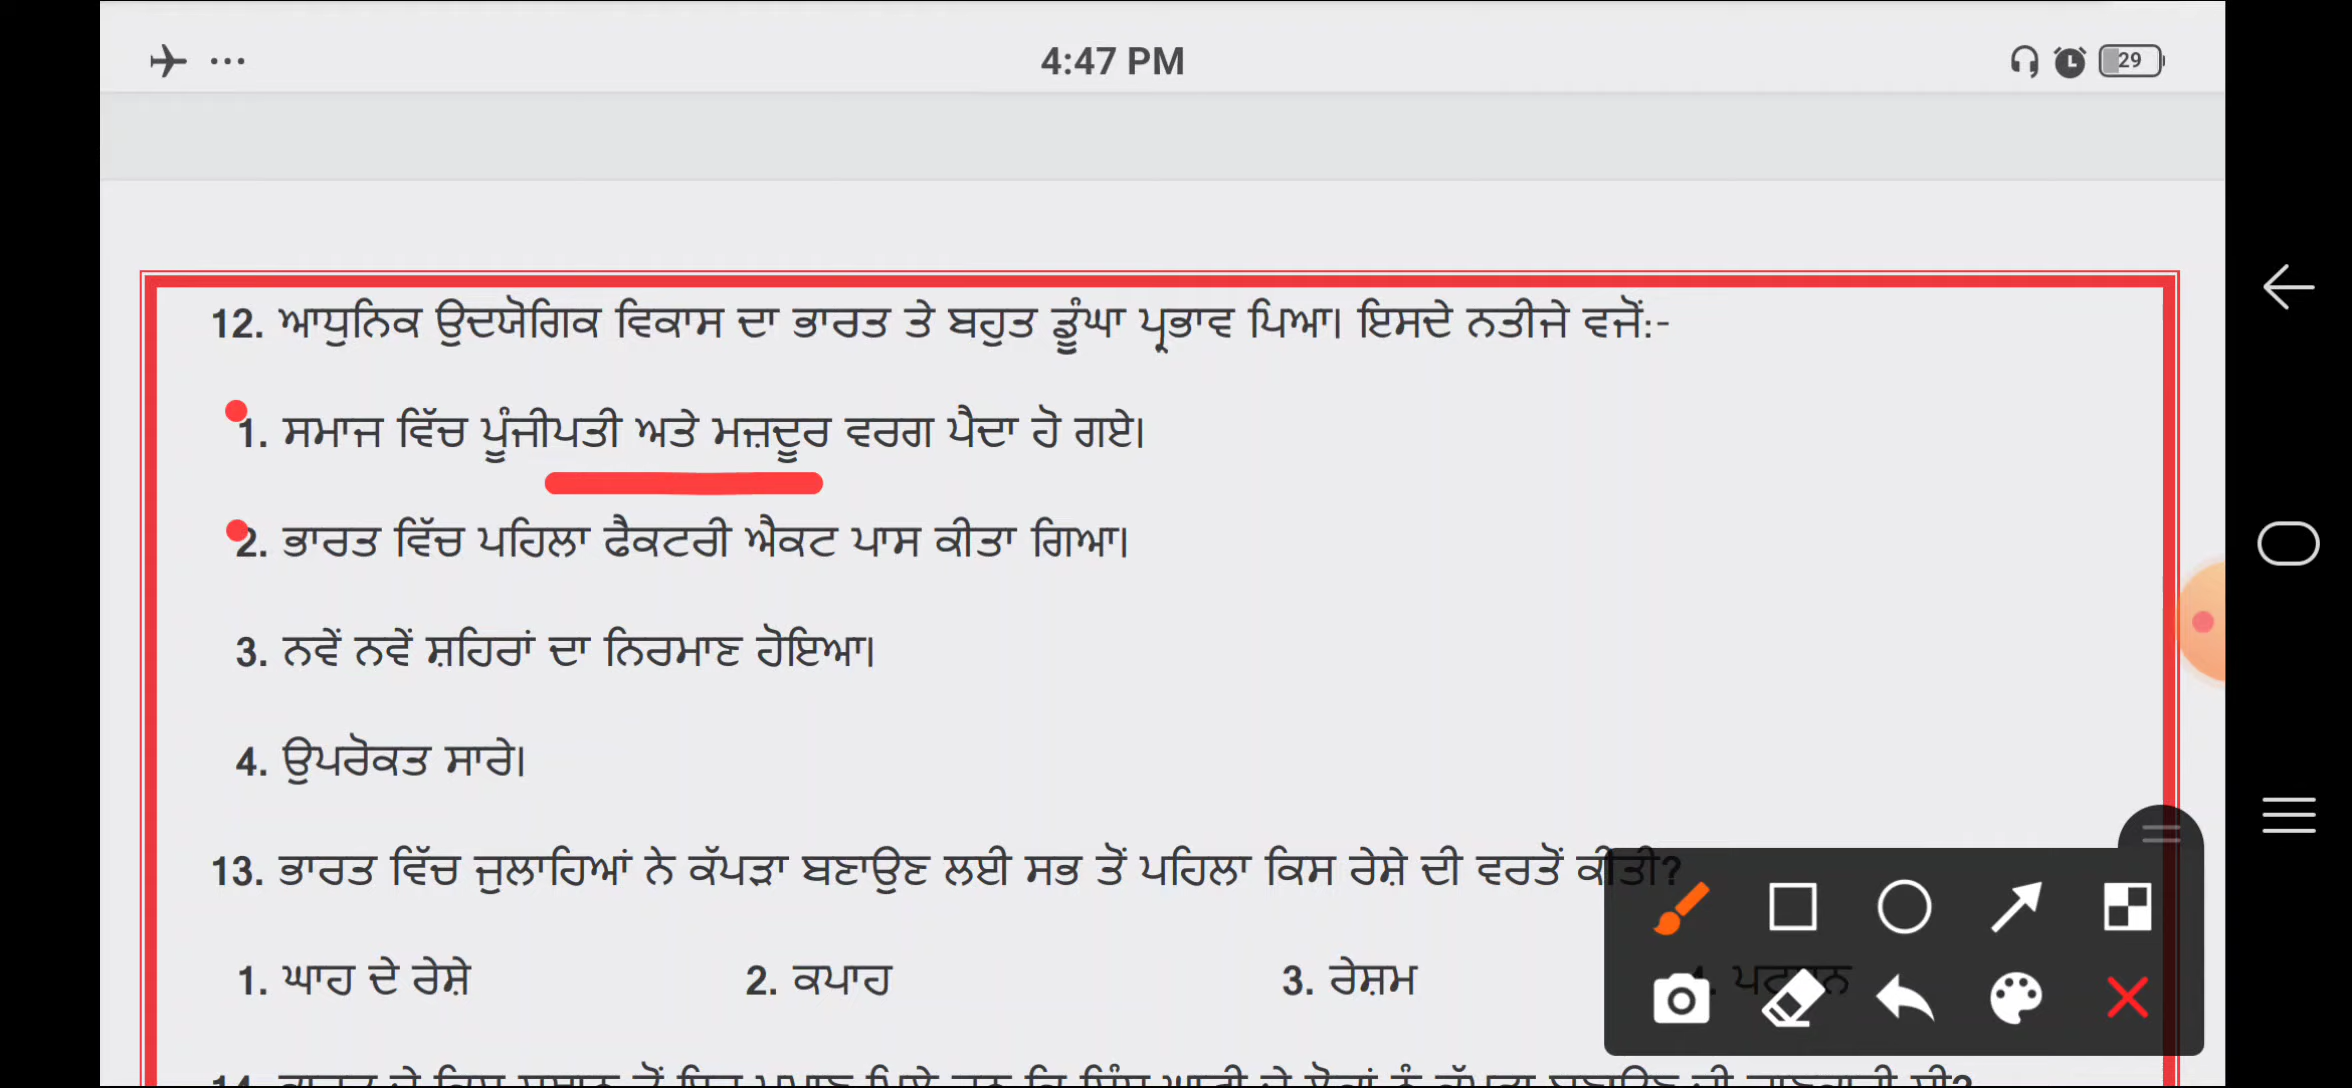 4:47 PM
29
12. ਆਧੁਨਿਕ ਉਦਯੋਗਿਕ ਵਿਕਾਸ ਦਾ ਭਾਰਤ ਤੇ ਬਹੁਤ ਡੂੰਘਾ ਪ੍ਰਭਾਵ ਪਿਆ। ਇਸਦੇ ਨਤੀਜੇ ਵਜੋਂ:-
1. ਸਮਾਜ ਵਿੱਚ ਪੂੰਜੀਪਤੀ ਅਤੇ ਮਜ਼ਦੂਰ ਵਰਗ ਪੈਦਾ ਹੋ ਗਏ।
2. ਭਾਰਤ ਵਿੱਚ ਪਹਿਲਾ ਫੈਕਟਰੀ ਐਕਟ ਪਾਸ ਕੀਤਾ ਗਿਆ।
3. ਨਵੇਂ ਨਵੇਂ ਸ਼ਹਿਰਾਂ ਦਾ ਨਿਰਮਾਣ ਹੋਇਆ।
4. ਉਪਰੋਕਤ ਸਾਰੇ।
13. ਭਾਰਤ ਵਿੱਚ ਜੁਲਾਹਿਆਂ ਨੇ ਕੱਪੜਾ ਬਣਾਉਣ ਲਈ ਸਭ ਤੋਂ ਪਹਿਲਾ ਕਿਸ ਰੇਸ਼ੇ ਦੀ ਵਰਤੋਂ ਕੀਤੀ?
1. ਘਾਹ ਦੇ ਰੇਸ਼ੇ 2. ਕਪਾਹ 3. ਰੇਸ਼ਮ